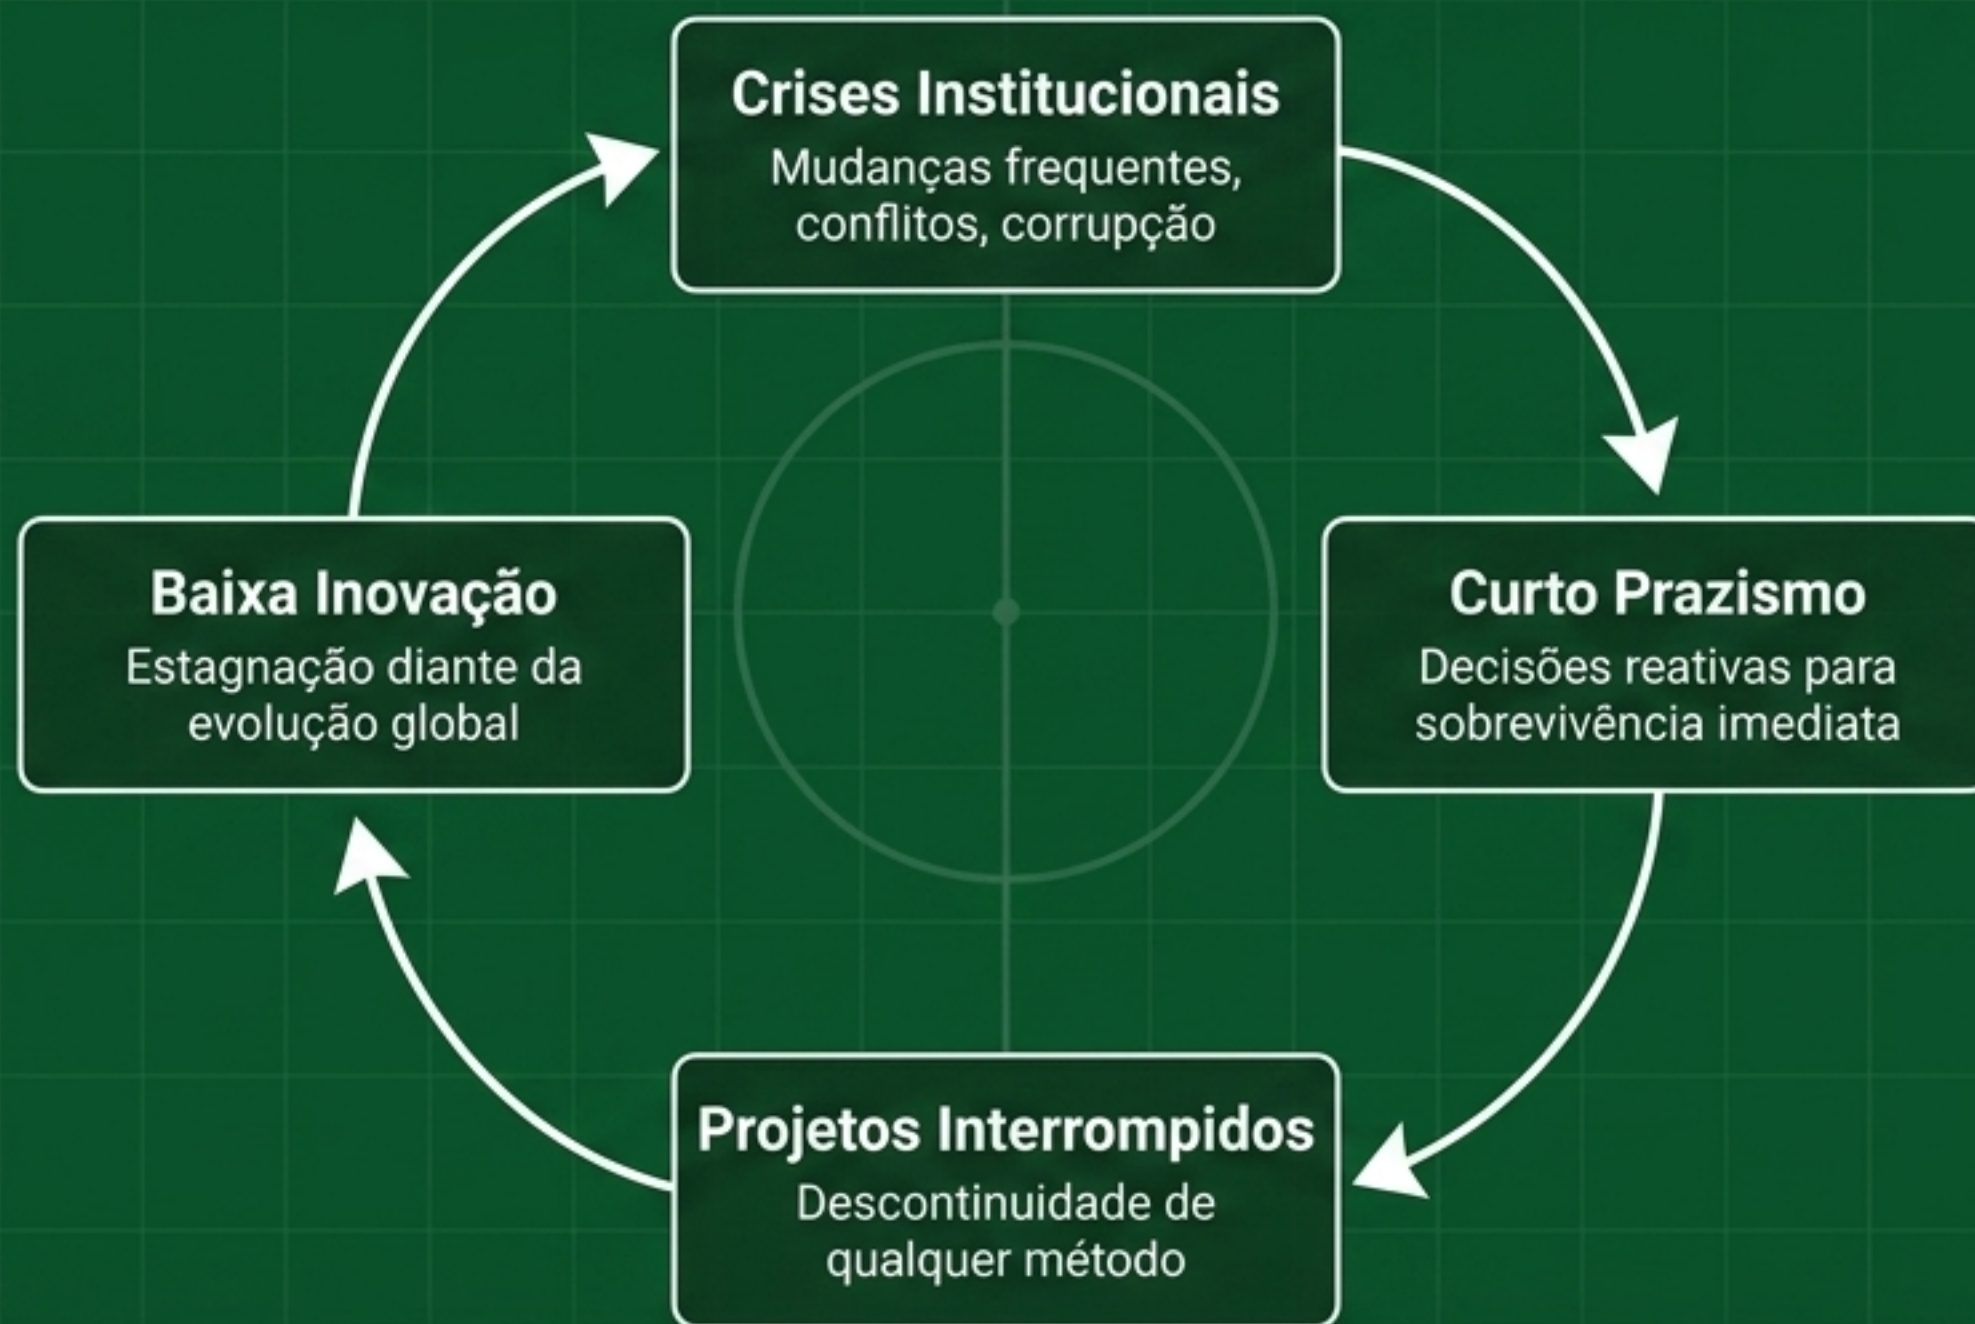 Crises Institucionais
Mudanças frequentes,
conflitos, corrupção
Baixa Inovação
Estagnação diante da
evolução global
Curto Prazismo
Decisões reativas para
sobrevivência imediata
Projetos Interrompidos
Descontinuidade de
qualquer método